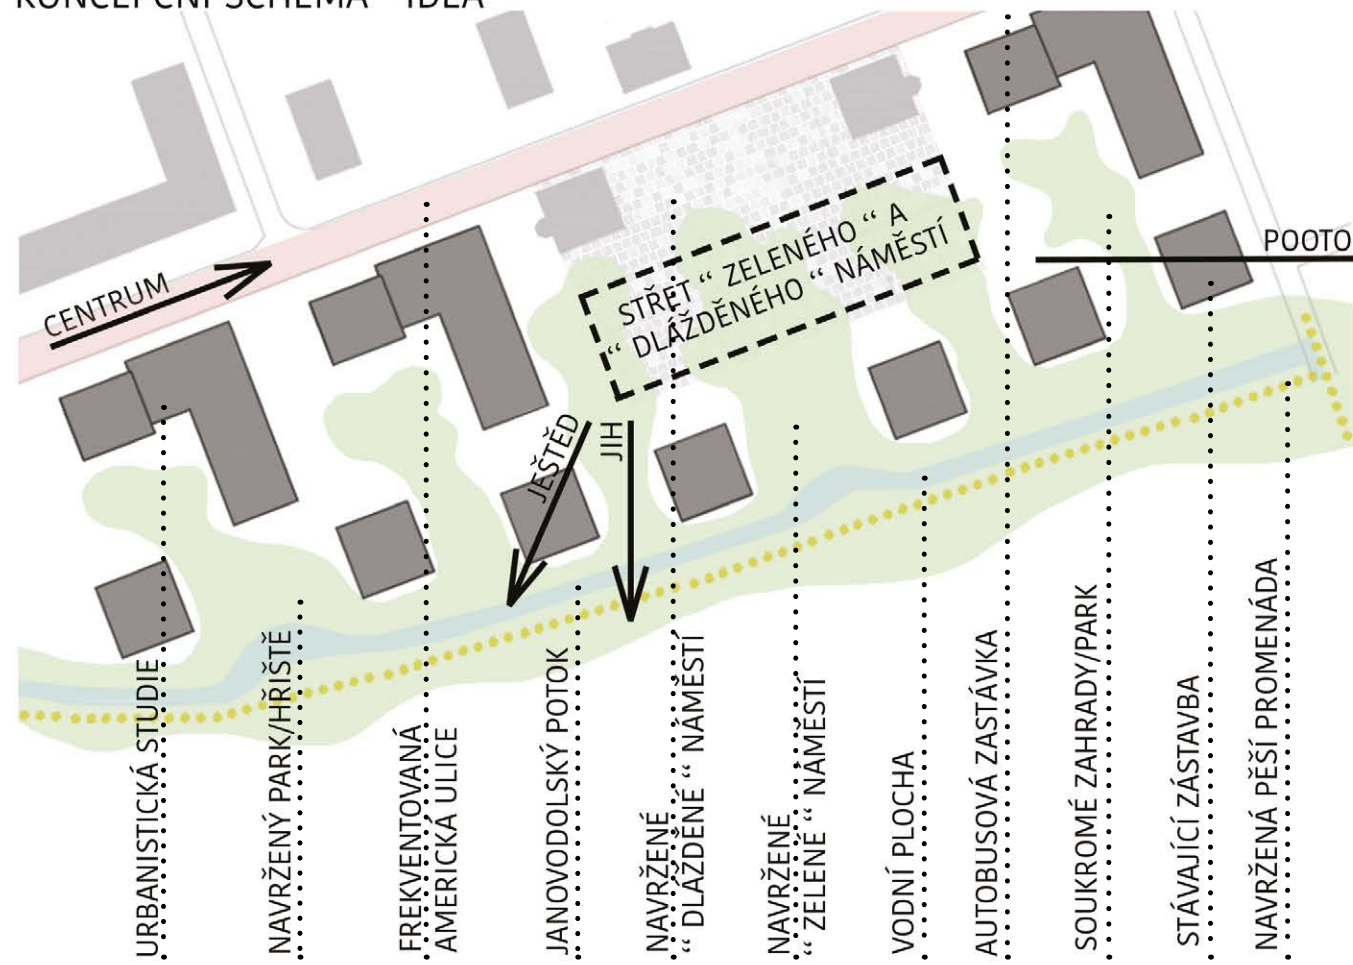 KONCEPČNÍ SCHÉMA - IDEA
CENTRUM
STŘET “ ZELENÉHO “ A
“ DLÁŽDĚNÉHO “ NÁMĚSTÍ
POOTO
JEŠTĚD
JIH
URBANISTICKÁ STUDIE
NAVRŽENÝ PARK/HŘIŠTĚ
FREKVENTOVANÁ
AMERICKÁ ULICE
JANOVODOLSKÝ POTOK
NAVRŽENÉ
“ DLÁŽDĚNÉ “ NÁMĚSTÍ
NAVRŽENÉ
“ ZELENÉ “ NÁMĚSTÍ
VODNÍ PLOCHA
AUTOBUSOVÁ ZASTÁVKA
SOUKROMÉ ZAHRADY/PARK
STÁVAJÍCÍ ZÁSTAVBA
NAVRŽENÁ PĚŠÍ PROMENÁDA